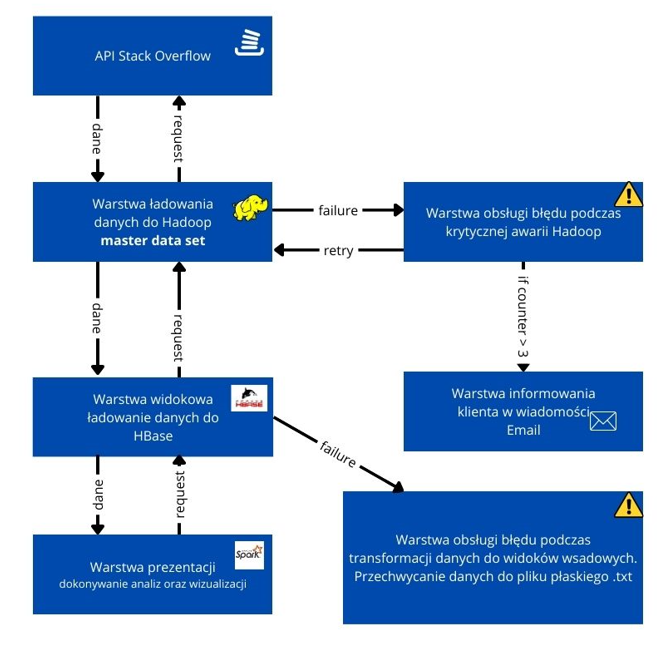 API Stack Overflow
dane
request
Warstwa ładowania
danych do Hadoop
master data set
failure
retry
Warstwa obsługi błędu podczas
krytycznej awarii Hadoop
dane
request
if counter > 3
Warstwa widokowa
ładowanie danych do
HBase
HBASE
Warstwa informowania
klienta w wiadomości
Email
failure
dane
request
Warstwa prezentacji
dokonywanie analiz oraz wizualizacji
Spark
Warstwa obsługi błędu podczas
transformacji danych do widoków wsadowych.
Przechwycanie danych do pliku płaskiego .txt